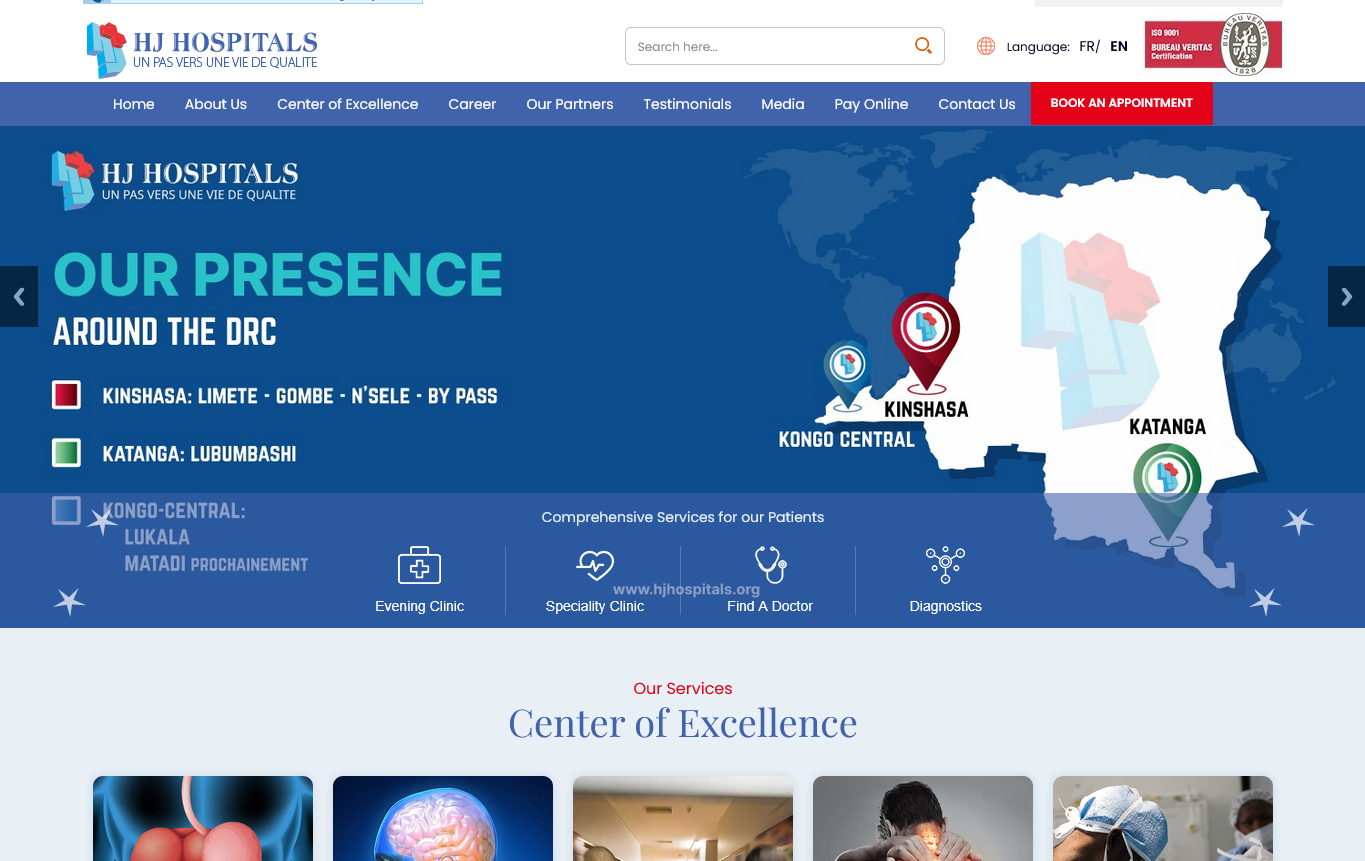 HJ HOSPITALS
UN PAS VERS UNE VIE DE QUALITE
Search here...
Language: FR/ EN
ISO 9001
BUREAU VERITAS
Certification
BUREAU VERITAS
1828
Home About Us Center of Excellence Career Our Partners Testimonials Media Pay Online Contact Us BOOK AN APPOINTMENT
HJ HOSPITALS
UN PAS VERS UNE VIE DE QUALITE
OUR PRESENCE
AROUND THE DRC
KINSHASA: LIMETE - GOMBE - N'SELE - BY PASS
KATANGA: LUBUMBASHI
KONGO-CENTRAL:
LUKALA
MATADI PROCHAINEMENT
KINSHASA
KONGO CENTRAL
KATANGA
Comprehensive Services for our Patients
www.hjhospitals.org
Evening Clinic Speciality Clinic Find A Doctor Diagnostics
Our Services
Center of Excellence